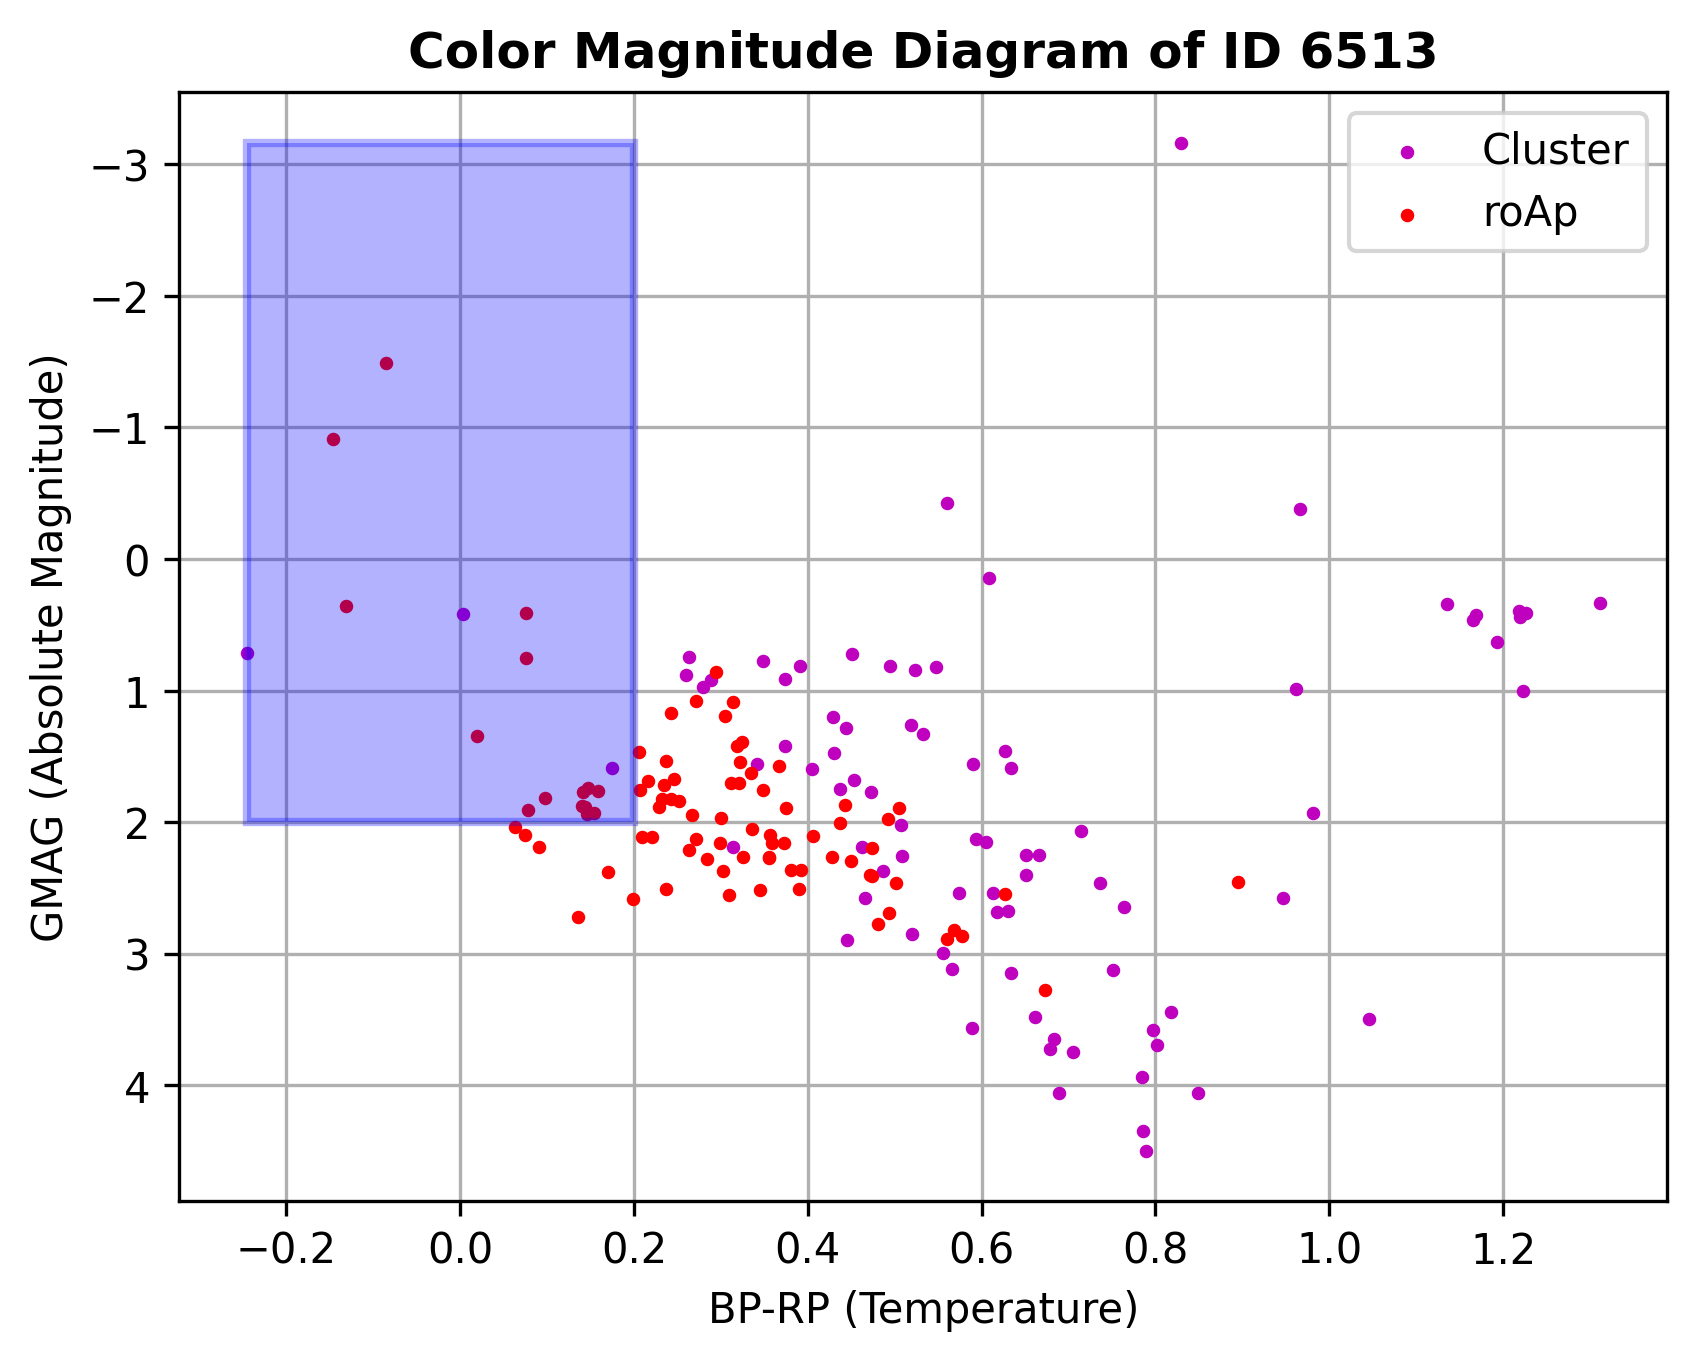 Color Magnitude Diagram of ID 6513
Cluster
roAp
GMAG (Absolute Magnitude)
−3
−2
−1
0
1
2
3
4
−0.2 0.0 0.2 0.4 0.6 0.8 1.0 1.2
BP-RP (Temperature)